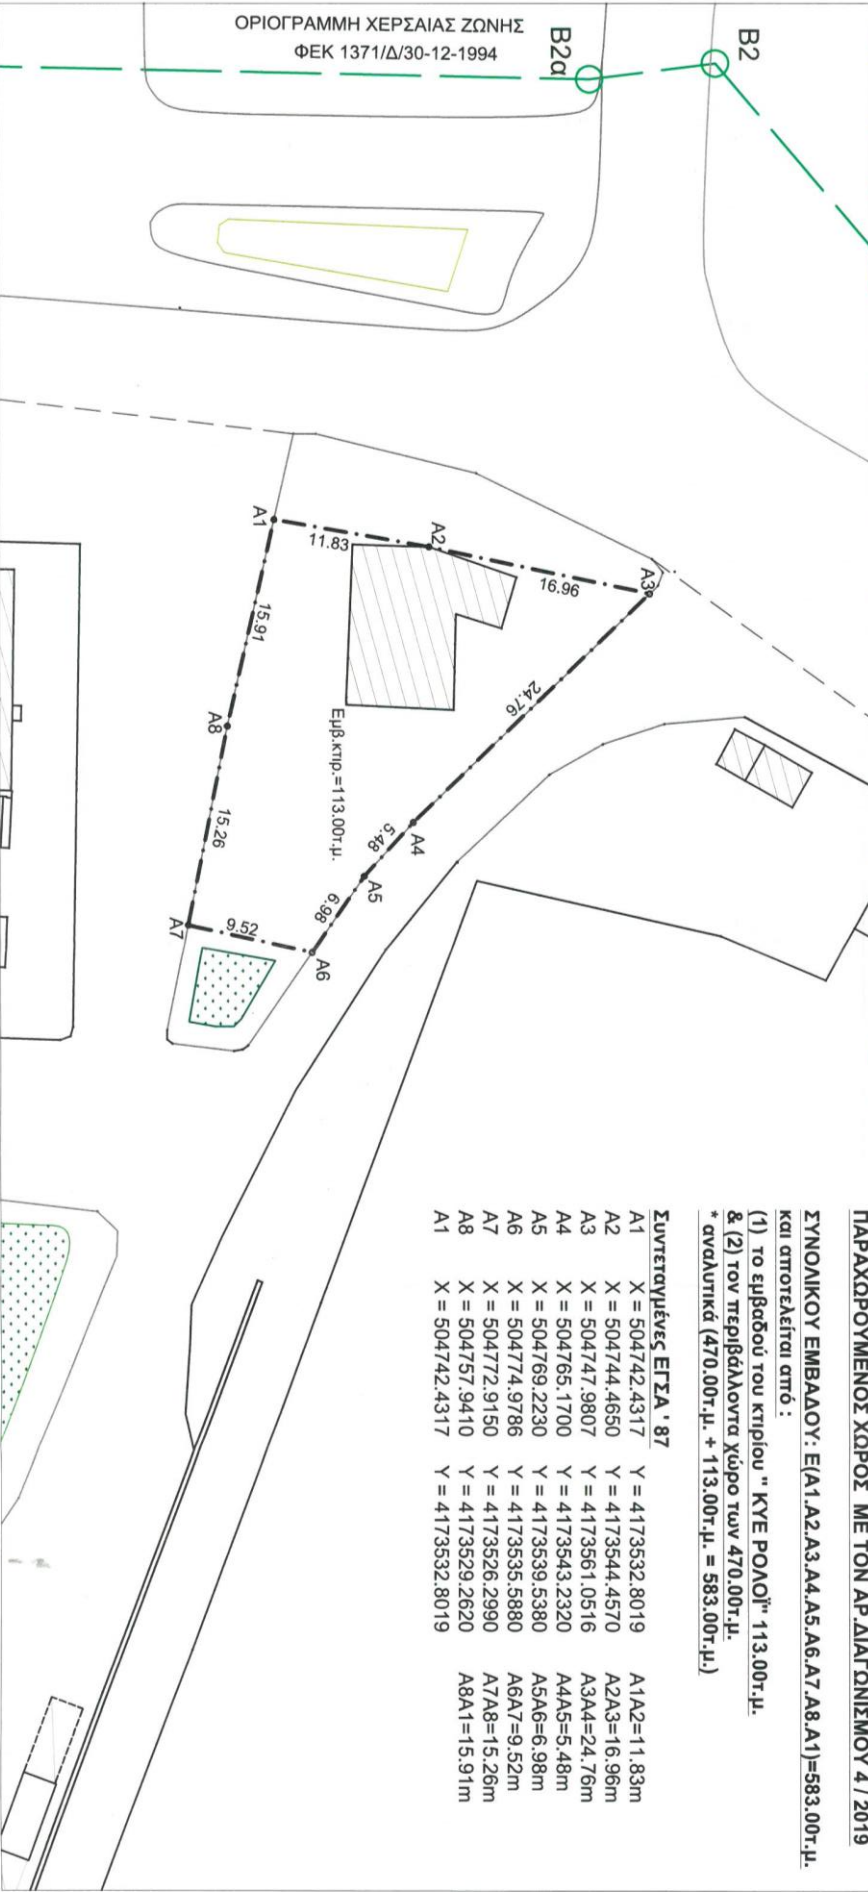 ΟΡΙΟΓΡΑΜΜΗ ΧΕΡΣΑΙΑΣ ΖΩΝΗΣ
ΦΕΚ 1371/Δ/30-12-1994
B2α
B2
ΠΑΡΑΧΩΡΟΥΜΕΝΟΣ ΧΩΡΟΣ ΜΕ ΤΟΝ ΑΡ.ΔΙΑΓΩΝΙΣΜΟΥ 4 / 2019
ΣΥΝΟΛΙΚΟΥ ΕΜΒΑΔΟΥ: Ε(Α1.Α2.Α3.Α4.Α5.Α6.Α7.Α8.Α1)=583.00τ.μ.
και αποτελείται από :
(1) το εμβαδού του κτιρίου " ΚΥΕ ΡΟΛΟΪ" 113.00τ.μ.
& (2) τον περιβάλλοντα χώρο των 470.00τ.μ.
* αναλυτικά (470.00τ.μ. + 113.00τ.μ. = 583.00τ.μ.)
Συντεταγμένες ΕΓΣΑ ' 87
A1 X = 504742.4317 Y = 4173532.8019 A1A2=11.83m
A2 X = 504744.4650 Y = 4173544.4570 A2A3=16.96m
A3 X = 504747.9807 Y = 4173561.0516 A3A4=24.76m
A4 X = 504765.1700 Y = 4173543.2320 A4A5=5.48m
A5 X = 504769.2230 Y = 4173539.5380 A5A6=6.98m
A6 X = 504774.9786 Y = 4173535.5880 A6A7=9.52m
A7 X = 504772.9150 Y = 4173526.2990 A7A8=15.26m
A8 X = 504757.9410 Y = 4173529.2620 A8A1=15.91m
A1 X = 504742.4317 Y = 4173532.8019
A1
11.83
A2
16.96
A3
24.76
A4
5.48
A5
6.98
A6
9.52
A7
15.26
A8
15.91
Εμβ.κτιρ.=113.00τ.μ.